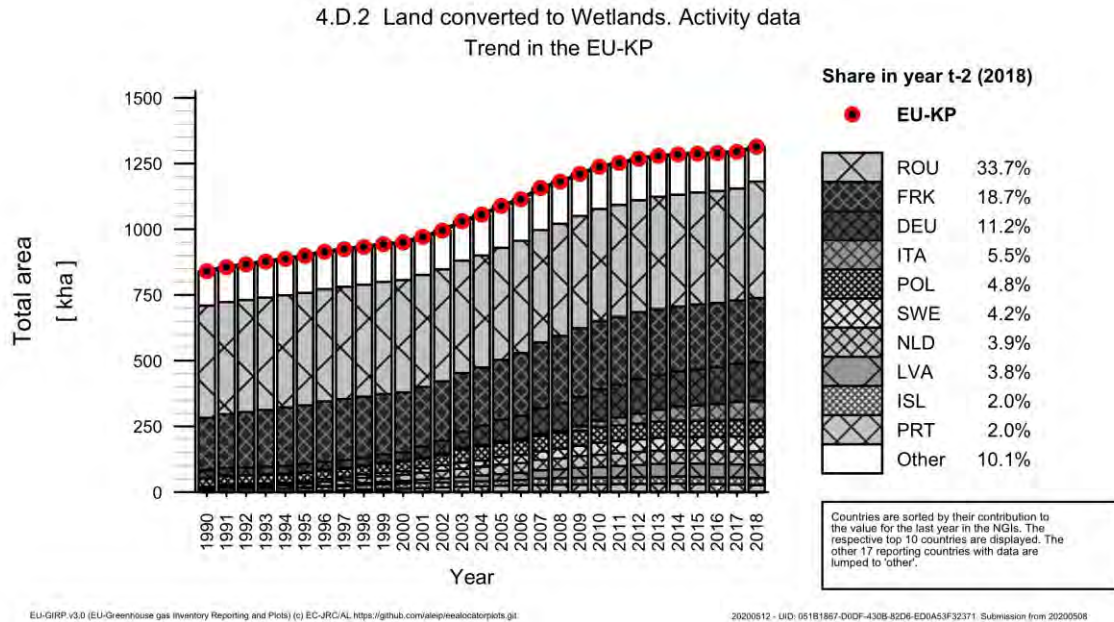 4.D.2 Land converted to Wetlands. Activity data
Trend in the EU-KP
Total area
[ kha]
1500
1250
1000
750
500
250
0
1990
1991
1992
1993
1994
1995
1996
1997
1998
1999
2000
2001
2002
2003
2004
2005
2006
2007
2008
2009
2010
2011
2012
2013
2014
2015
2016
2017
2018
Year
Share in year t-2 (2018)
EU-KP
ROU 33.7%
FRK 18.7%
DEU 11.2%
ITA 5.5%
POL 4.8%
SWE 4.2%
NLD 3.9%
LVA 3.8%
ISL 2.0%
PRT 2.0%
Other 10.1%
Countries are sorted by their contribution to
the value for the last year in the NGIs. The
respective top 10 countries are displayed. The
other 17 reporting countries with data are
lumped to 'other'.
EU-GIRP.v3.0 (EU-Greenhouse gas Inventory Reporting and Plots) (c) EC-JRC/AL https://github.com/aleip/eealocatorplots.git
20200512 - UID: 051B1867-D0DF-430B-82D6-ED0A53F32371. Submission from 20200508